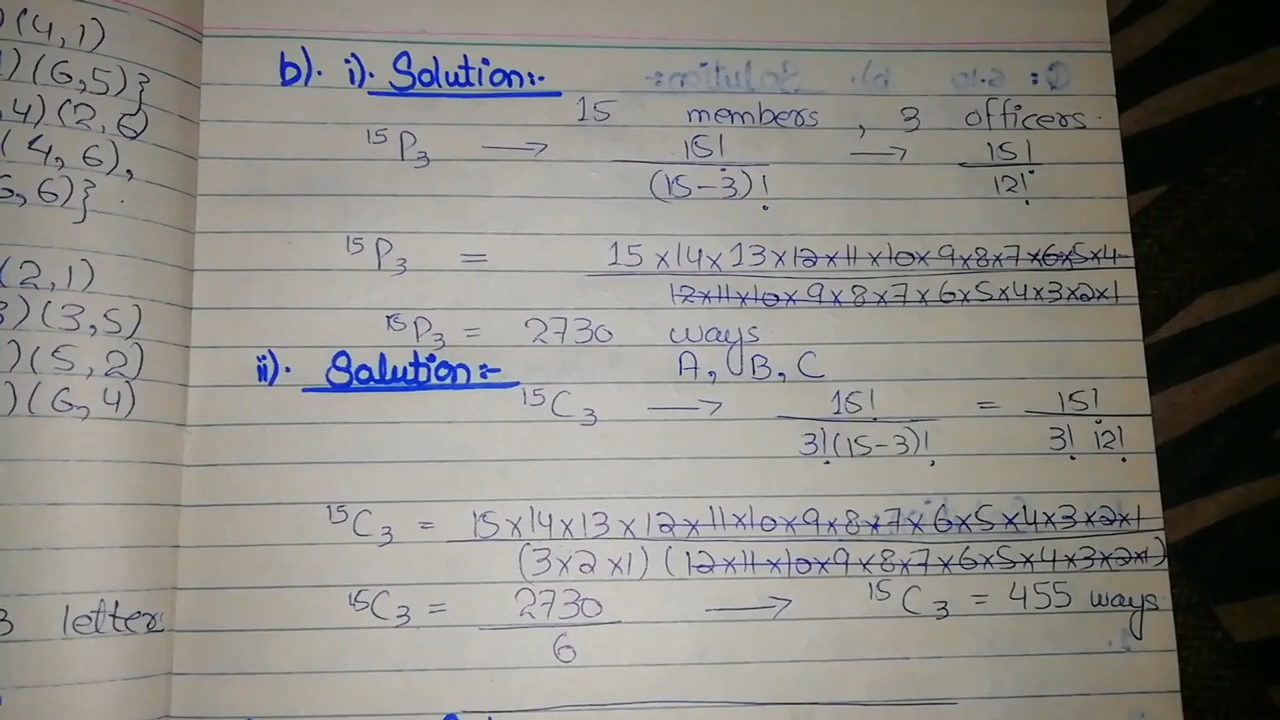 (4,1)
)(6,5)}
,4)(2,6)
(4,6),
6,6)}.
(2,1)
)(3,5)
)(5,2)
)(6,4)
3 letter
b). i). Solution:-
15 members, 3 officers.
¹⁵P₃ → 15!/(15-3)! → 15!/12!
¹⁵P₃ = 15×14×13×12×11×10×9×8×7×6×5×4/12×11×10×9×8×7×6×5×4×3×2×1
¹⁵P₃ = 2730 ways
ii). Solution:- A, B, C
¹⁵C₃ → 15!/3!(15-3)! = 15!/3! 12!
¹⁵C₃ = 15×14×13×12×11×10×9×8×7×6×5×4×3×2×1/(3×2×1)(12×11×10×9×8×7×6×5×4×3×2×1)
¹⁵C₃ = 2730/6 → ¹⁵C₃ = 455 ways